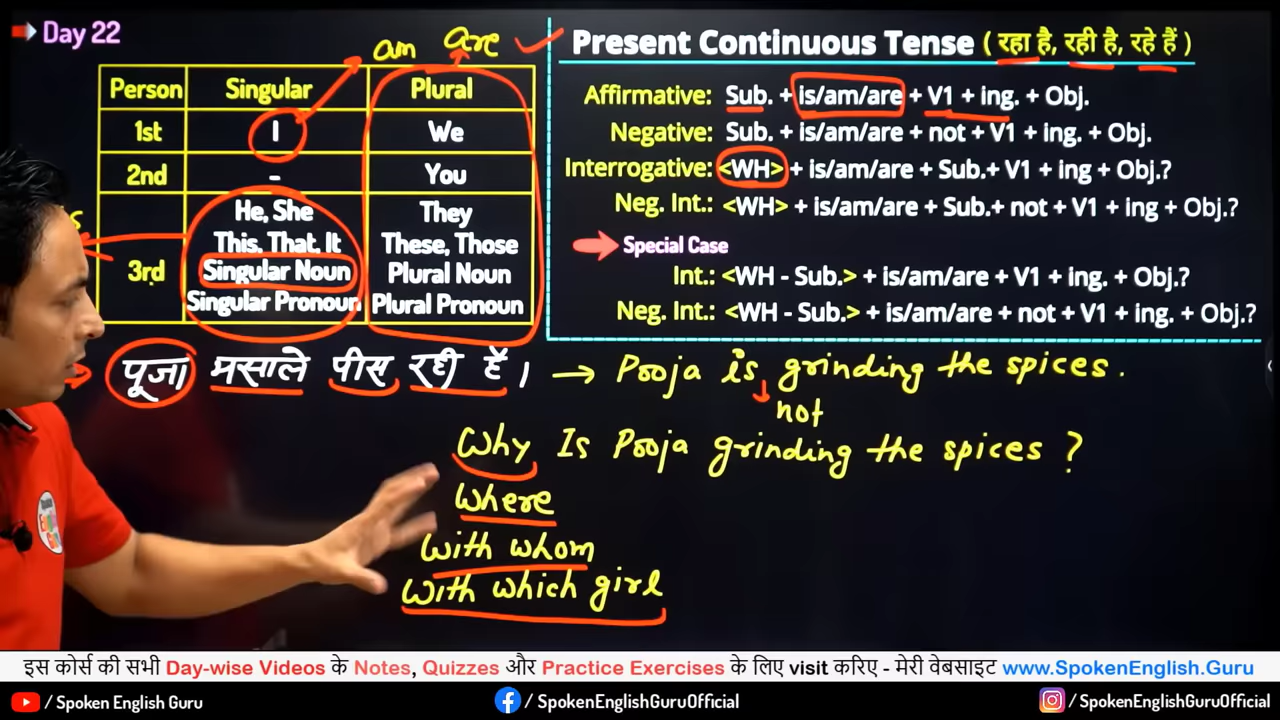 Day 22
am are
Person Singular Plural
1st I We
2nd - You
3rd He, She They
This, That, It These, Those
Singular Noun Plural Noun
Singular Pronoun Plural Pronoun
Present Continuous Tense ( रहा है, रही है, रहे हैं )
Affirmative: Sub. + is/am/are + V1 + ing. + Obj.
Negative: Sub. + is/am/are + not + V1 + ing. + Obj.
Interrogative: <WH> + is/am/are + Sub.+ V1 + ing + Obj.?
Neg. Int.: <WH> + is/am/are + Sub.+ not + V1 + ing + Obj.?
Special Case
Int.: <WH - Sub.> + is/am/are + V1 + ing. + Obj.?
Neg. Int.: <WH - Sub.> + is/am/are + not + V1 + ing. + Obj.?
पूजा मसाले पीस रही है। → Pooja is grinding the spices.
not
Why Is Pooja grinding the spices ?
Where
With whom
With which girl
इस कोर्स की सभी Day-wise Videos के Notes, Quizzes और Practice Exercises के लिए visit करिए - मेरी वेबसाइट www.SpokenEnglish.Guru
/ Spoken English Guru
/ SpokenEnglishGuruOfficial
/ SpokenEnglishGuruOfficial